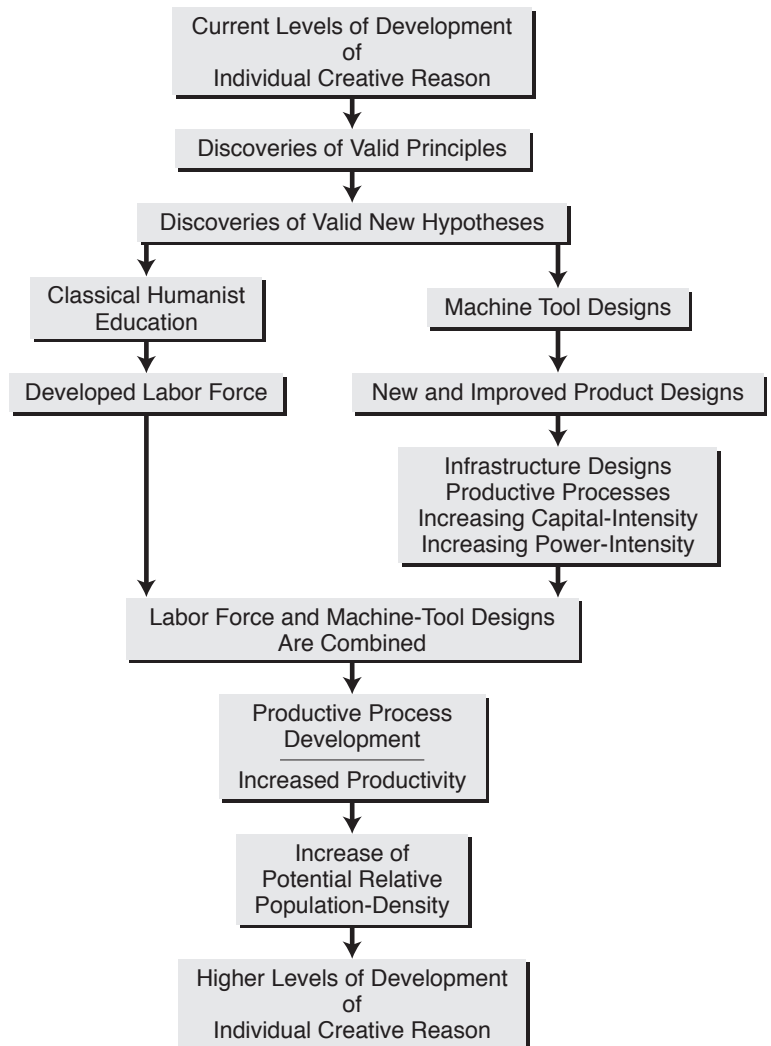 Current Levels of Development
of
Individual Creative Reason
Discoveries of Valid Principles
Discoveries of Valid New Hypotheses
Classical Humanist
Education
Developed Labor Force
Machine Tool Designs
New and Improved Product Designs
Infrastructure Designs
Productive Processes
Increasing Capital-Intensity
Increasing Power-Intensity
Labor Force and Machine-Tool Designs
Are Combined
Productive Process
Development
Increased Productivity
Increase of
Potential Relative
Population-Density
Higher Levels of Development
of
Individual Creative Reason